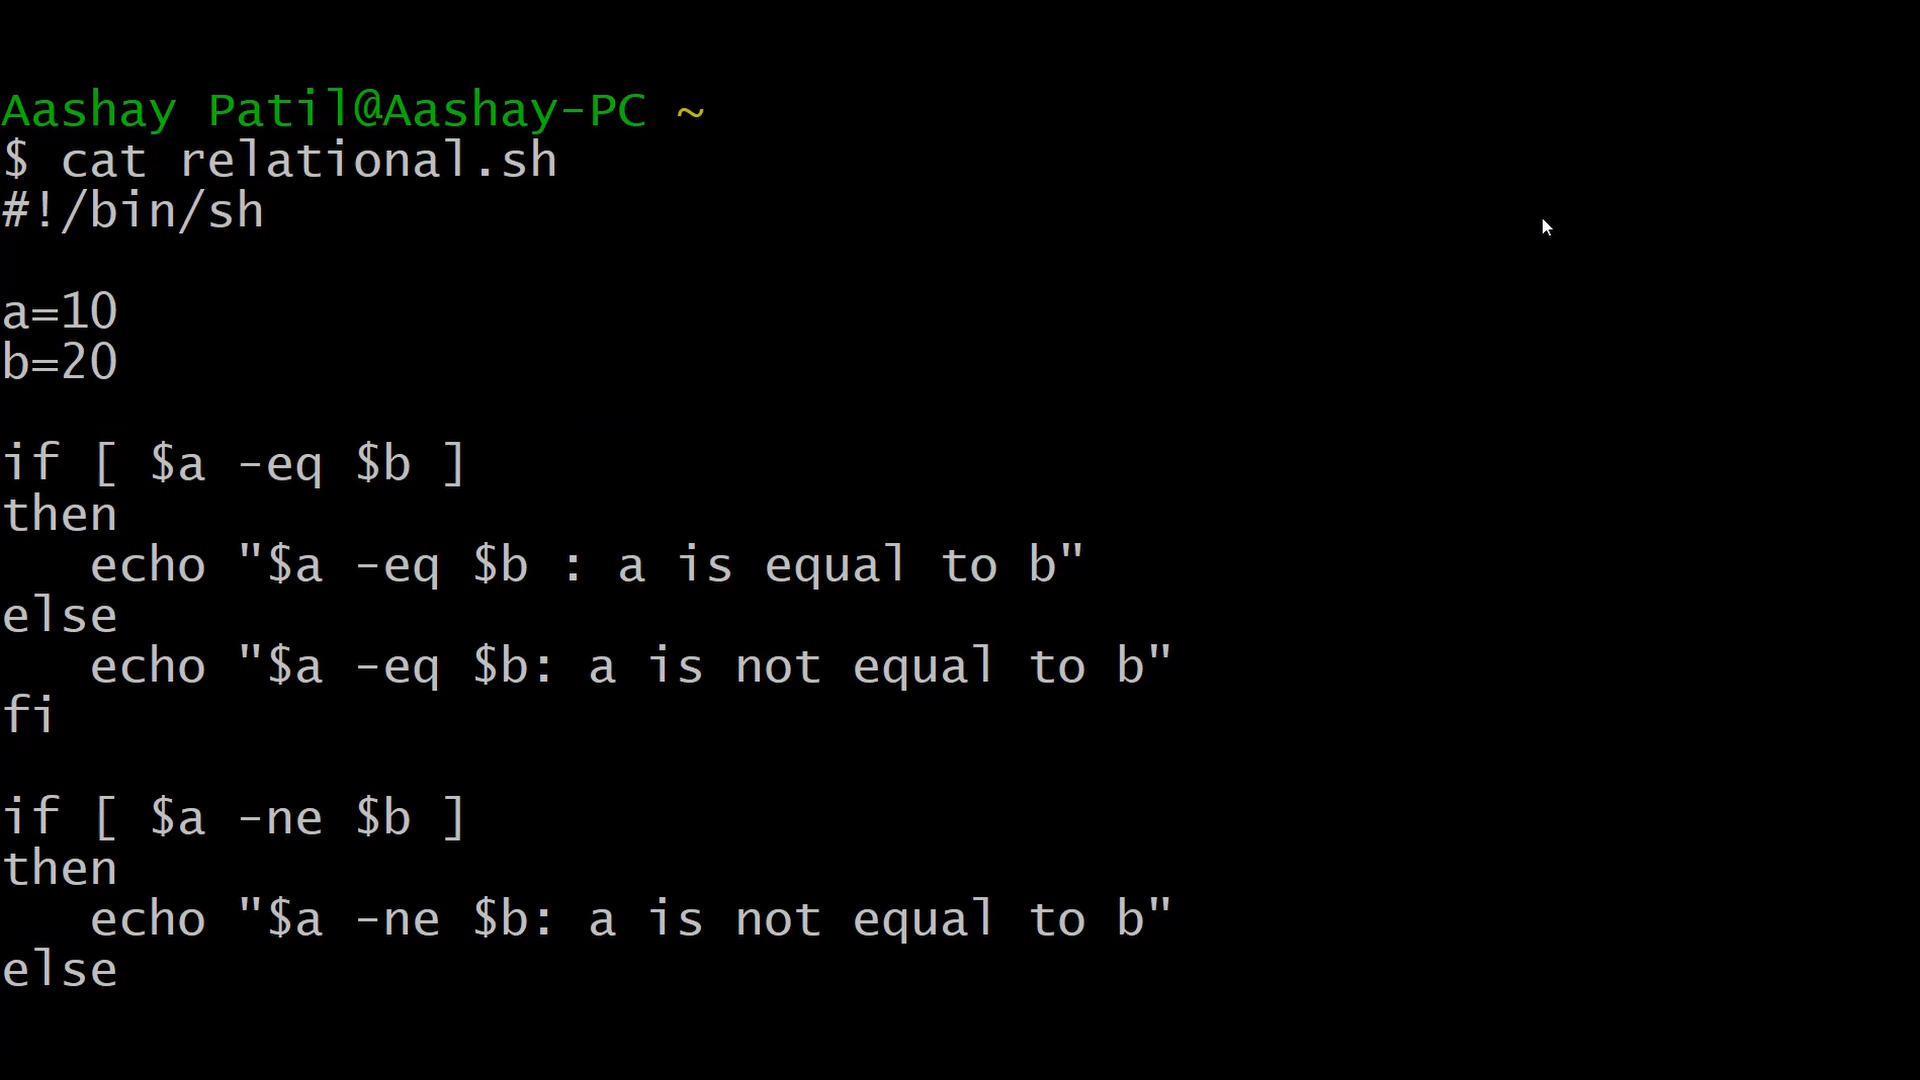 Aashay Patil@Aashay-PC ~
$ cat relational.sh
#!/bin/sh

a=10
b=20

if [ $a -eq $b ]
then
   echo "$a -eq $b : a is equal to b"
else
   echo "$a -eq $b: a is not equal to b"
fi

if [ $a -ne $b ]
then
   echo "$a -ne $b: a is not equal to b"
else